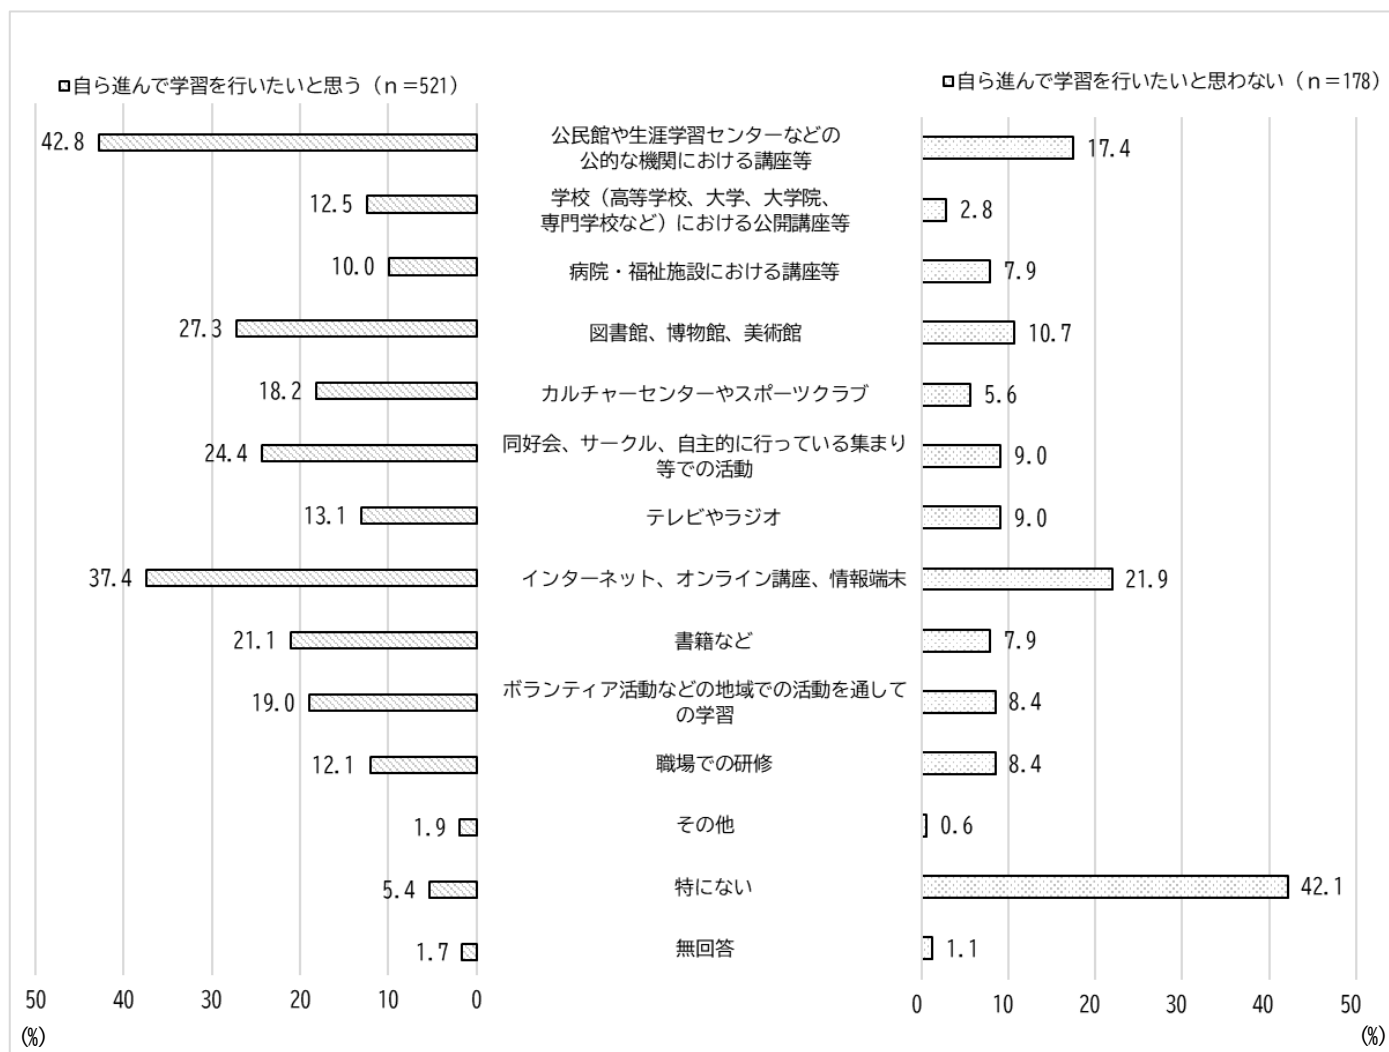 自ら進んで学習を行いたいと思う（ｎ=521）
自ら進んで学習を行いたいと思わない（ｎ=178）
42.8
公民館や生涯学習センターなどの
公的な機関における講座等
17.4
12.5
学校（高等学校、大学、大学院、
専門学校など）における公開講座等
2.8
10.0
病院・福祉施設における講座等
7.9
27.3
図書館、博物館、美術館
10.7
18.2
カルチャーセンターやスポーツクラブ
5.6
24.4
同好会、サークル、自主的に行っている集まり
等での活動
9.0
13.1
テレビやラジオ
9.0
37.4
インターネット、オンライン講座、情報端末
21.9
21.1
書籍など
7.9
19.0
ボランティア活動などの地域での活動を通して
の学習
8.4
12.1
職場での研修
8.4
1.9
その他
0.6
5.4
特にない
42.1
1.7
無回答
1.1
50 40 30 20 10 0
0 10 20 30 40 50
(%)
(%)